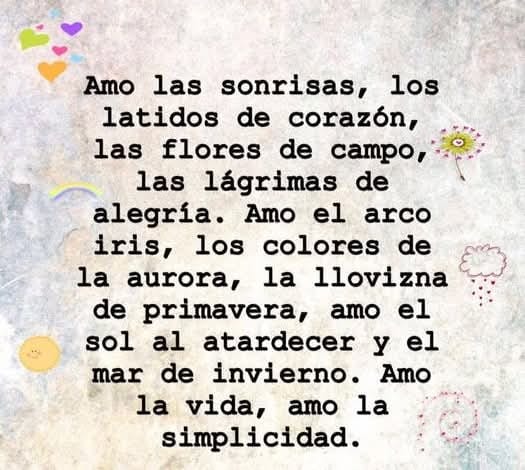 Amo las sonrisas, los
latidos de corazón,
las flores de campo,
las lágrimas de
alegría. Amo el arco
iris, los colores de
la aurora, la llovizna
de primavera, amo el
sol al atardecer y el
mar de invierno. Amo
la vida, amo la
simplicidad.